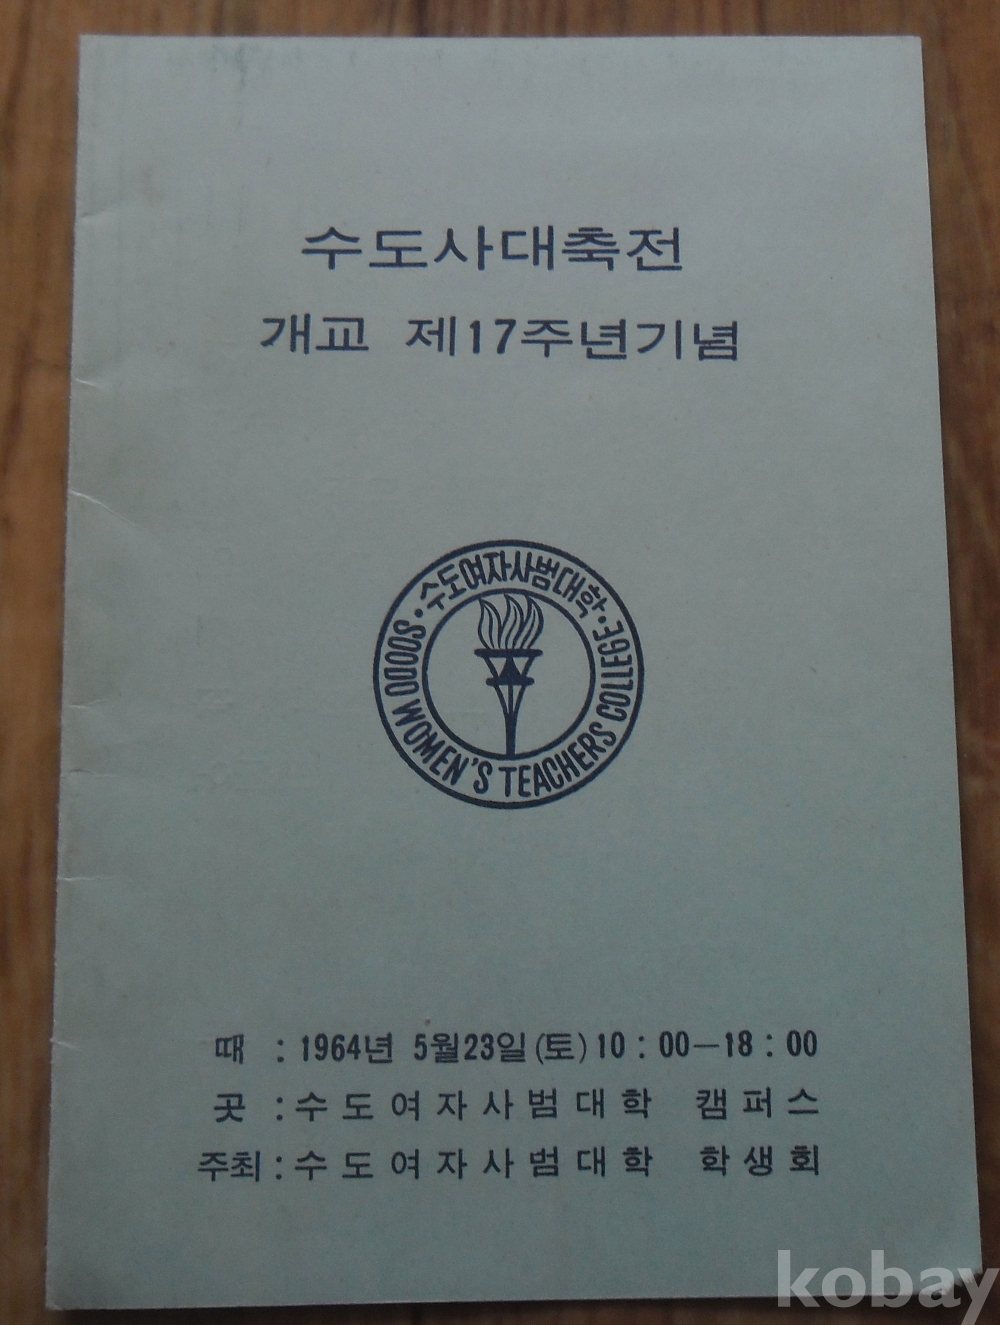 수도사대축전
개교 제17주년기념
·수도여자사범대학·
SOODO WOMEN'S TEACHERS COLLEGE
때 : 1964년 5월23일(토)10 : 00-18 : 00
곳 : 수도여자사범대학 캠퍼스
주최 : 수도여자사범대학 학생회
kobay